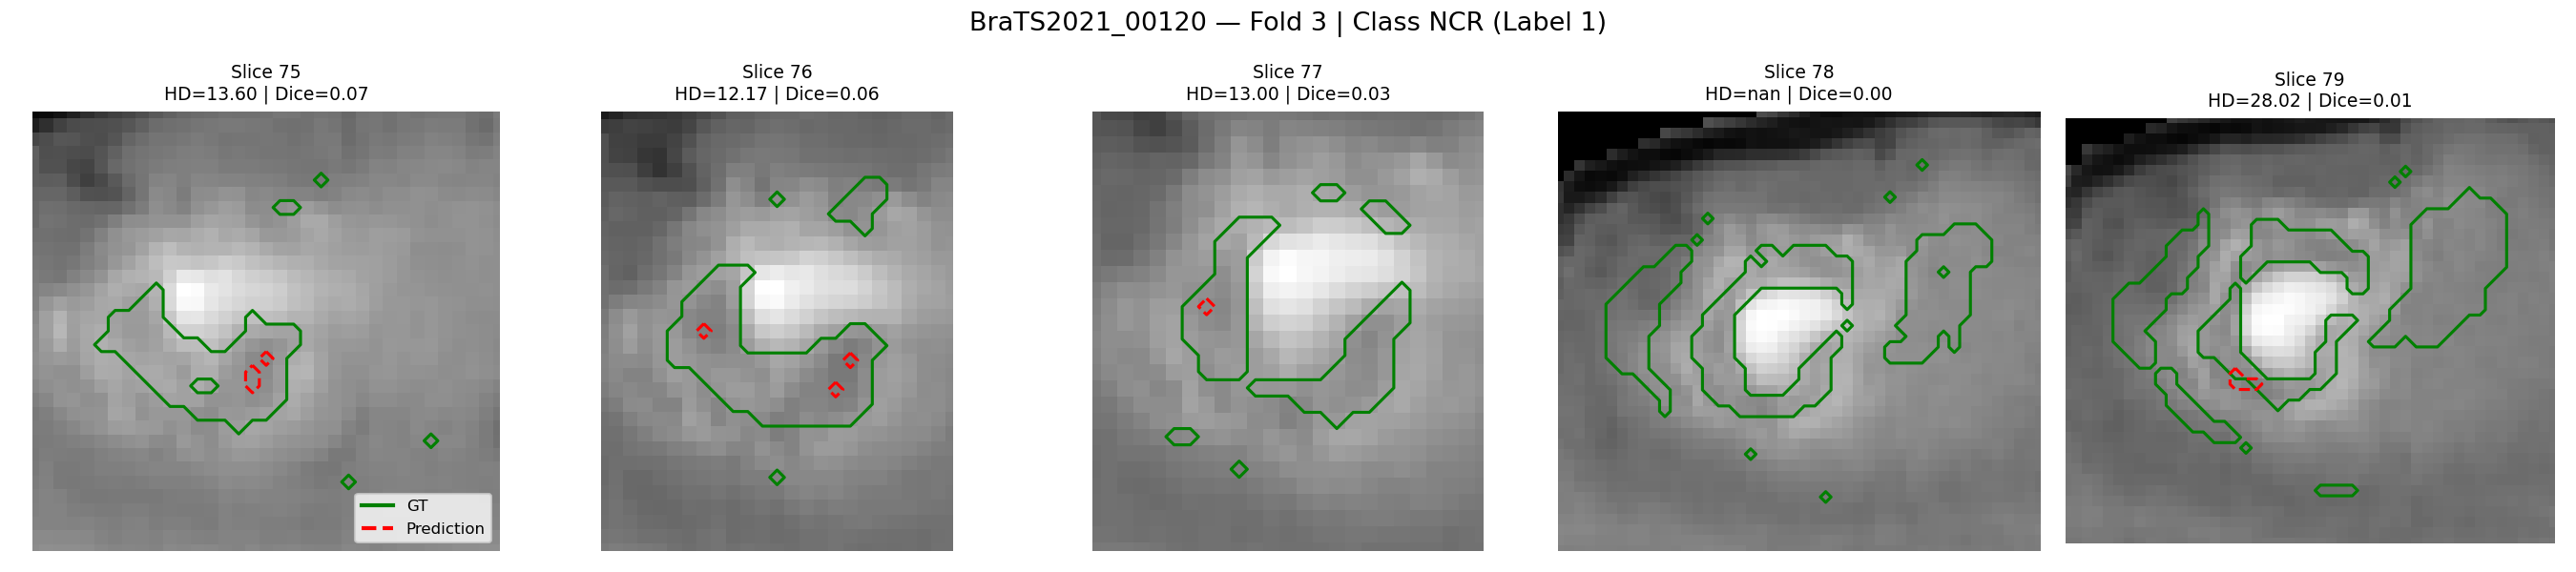 BraTS2021_00120 — Fold 3 | Class NCR (Label 1)
Slice 75
HD=13.60 | Dice=0.07
Slice 76
HD=12.17 | Dice=0.06
Slice 77
HD=13.00 | Dice=0.03
Slice 78
HD=nan | Dice=0.00
Slice 79
HD=28.02 | Dice=0.01
GT
Prediction